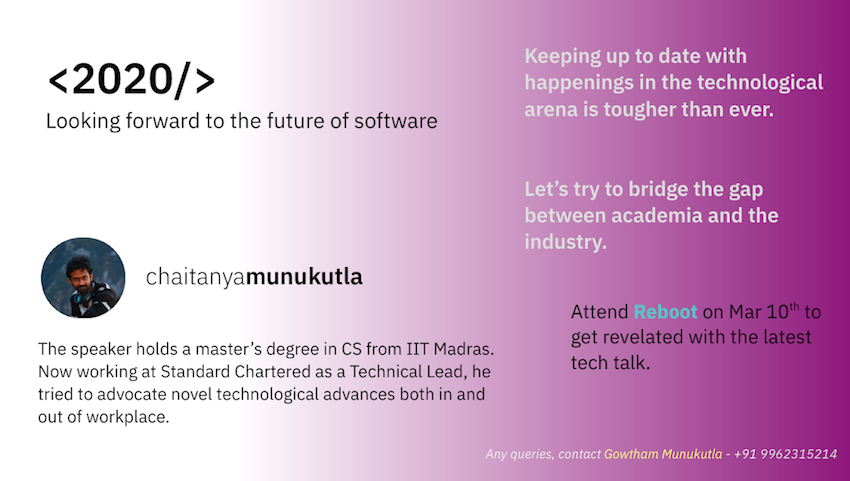 <2020/>
Looking forward to the future of software
chaitanyamunukutla
The speaker holds a master’s degree in CS from IIT Madras.
Now working at Standard Chartered as a Technical Lead, he
tried to advocate novel technological advances both in and
out of workplace.
Keeping up to date with
happenings in the technological
arena is tougher than ever.
Let’s try to bridge the gap
between academia and the
industry.
Attend Reboot on Mar 10th to
get revelated with the latest
tech talk.
Any queries, contact Gowtham Munukutla - +91 9962315214